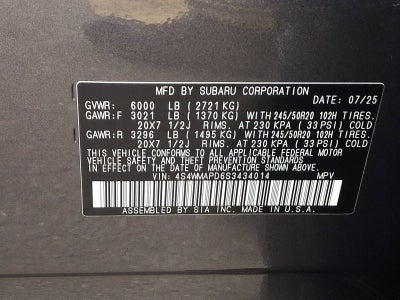 MFD BY SUBARU CORPORATION
GVWR: 6000 LB (2721 KG) DATE: 07/25
GAWR:F 3021 LB (1370 KG) WITH 245/50R20 102H TIRES,
20X7 1/2J RIMS, AT 230 KPA (33 PSI) COLD
GAWR:R 3296 LB (1495 KG) WITH 245/50R20 102H TIRES,
20X7 1/2J RIMS, AT 230 KPA (33 PSI) COLD
THIS VEHICLE CONFORMS TO ALL APPLICABLE FEDERAL MOTOR
VEHICLE SAFETY AND THEFT PREVENTION STANDARDS
IN EFFECT ON THE DATE OF MANUFACTURE SHOWN ABOVE.
VIN: 4S4WMAPD6S3434014 MPV
ASSEMBLED BY SIA INC. MADE IN U.S.A.